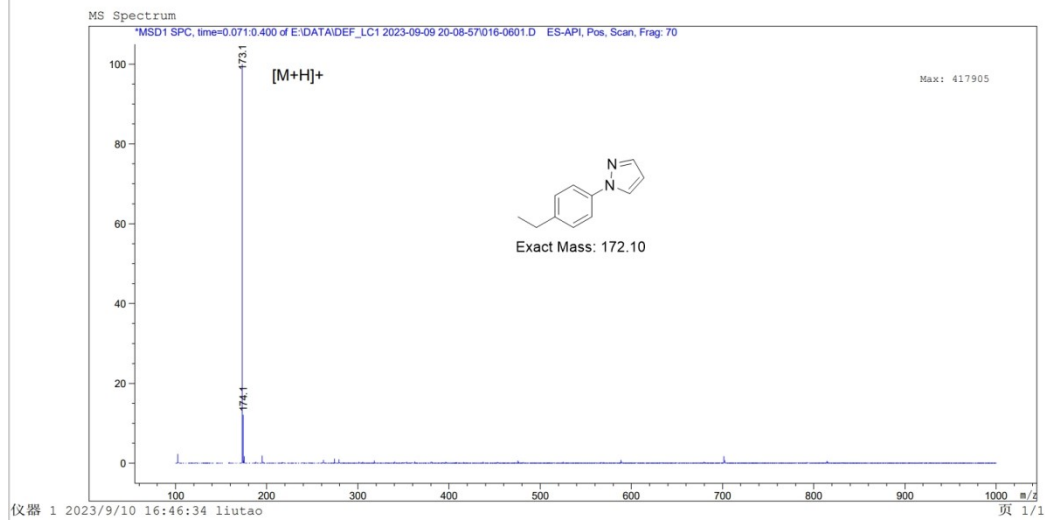 MS Spectrum
*MSD1 SPC, time=0.071:0.400 of E:\DATA\DEF_LC1 2023-09-09 20-08-57\016-0601.D ES-API, Pos, Scan, Frag: 70
173.1
100
[M+H]+
Max: 417905
80
N
N
60
Exact Mass: 172.10
40
20
174.1
0
100 200 300 400 500 600 700 800 900 1000 m/z
仪器 1 2023/9/10 16:46:34 liutao
页 1/1